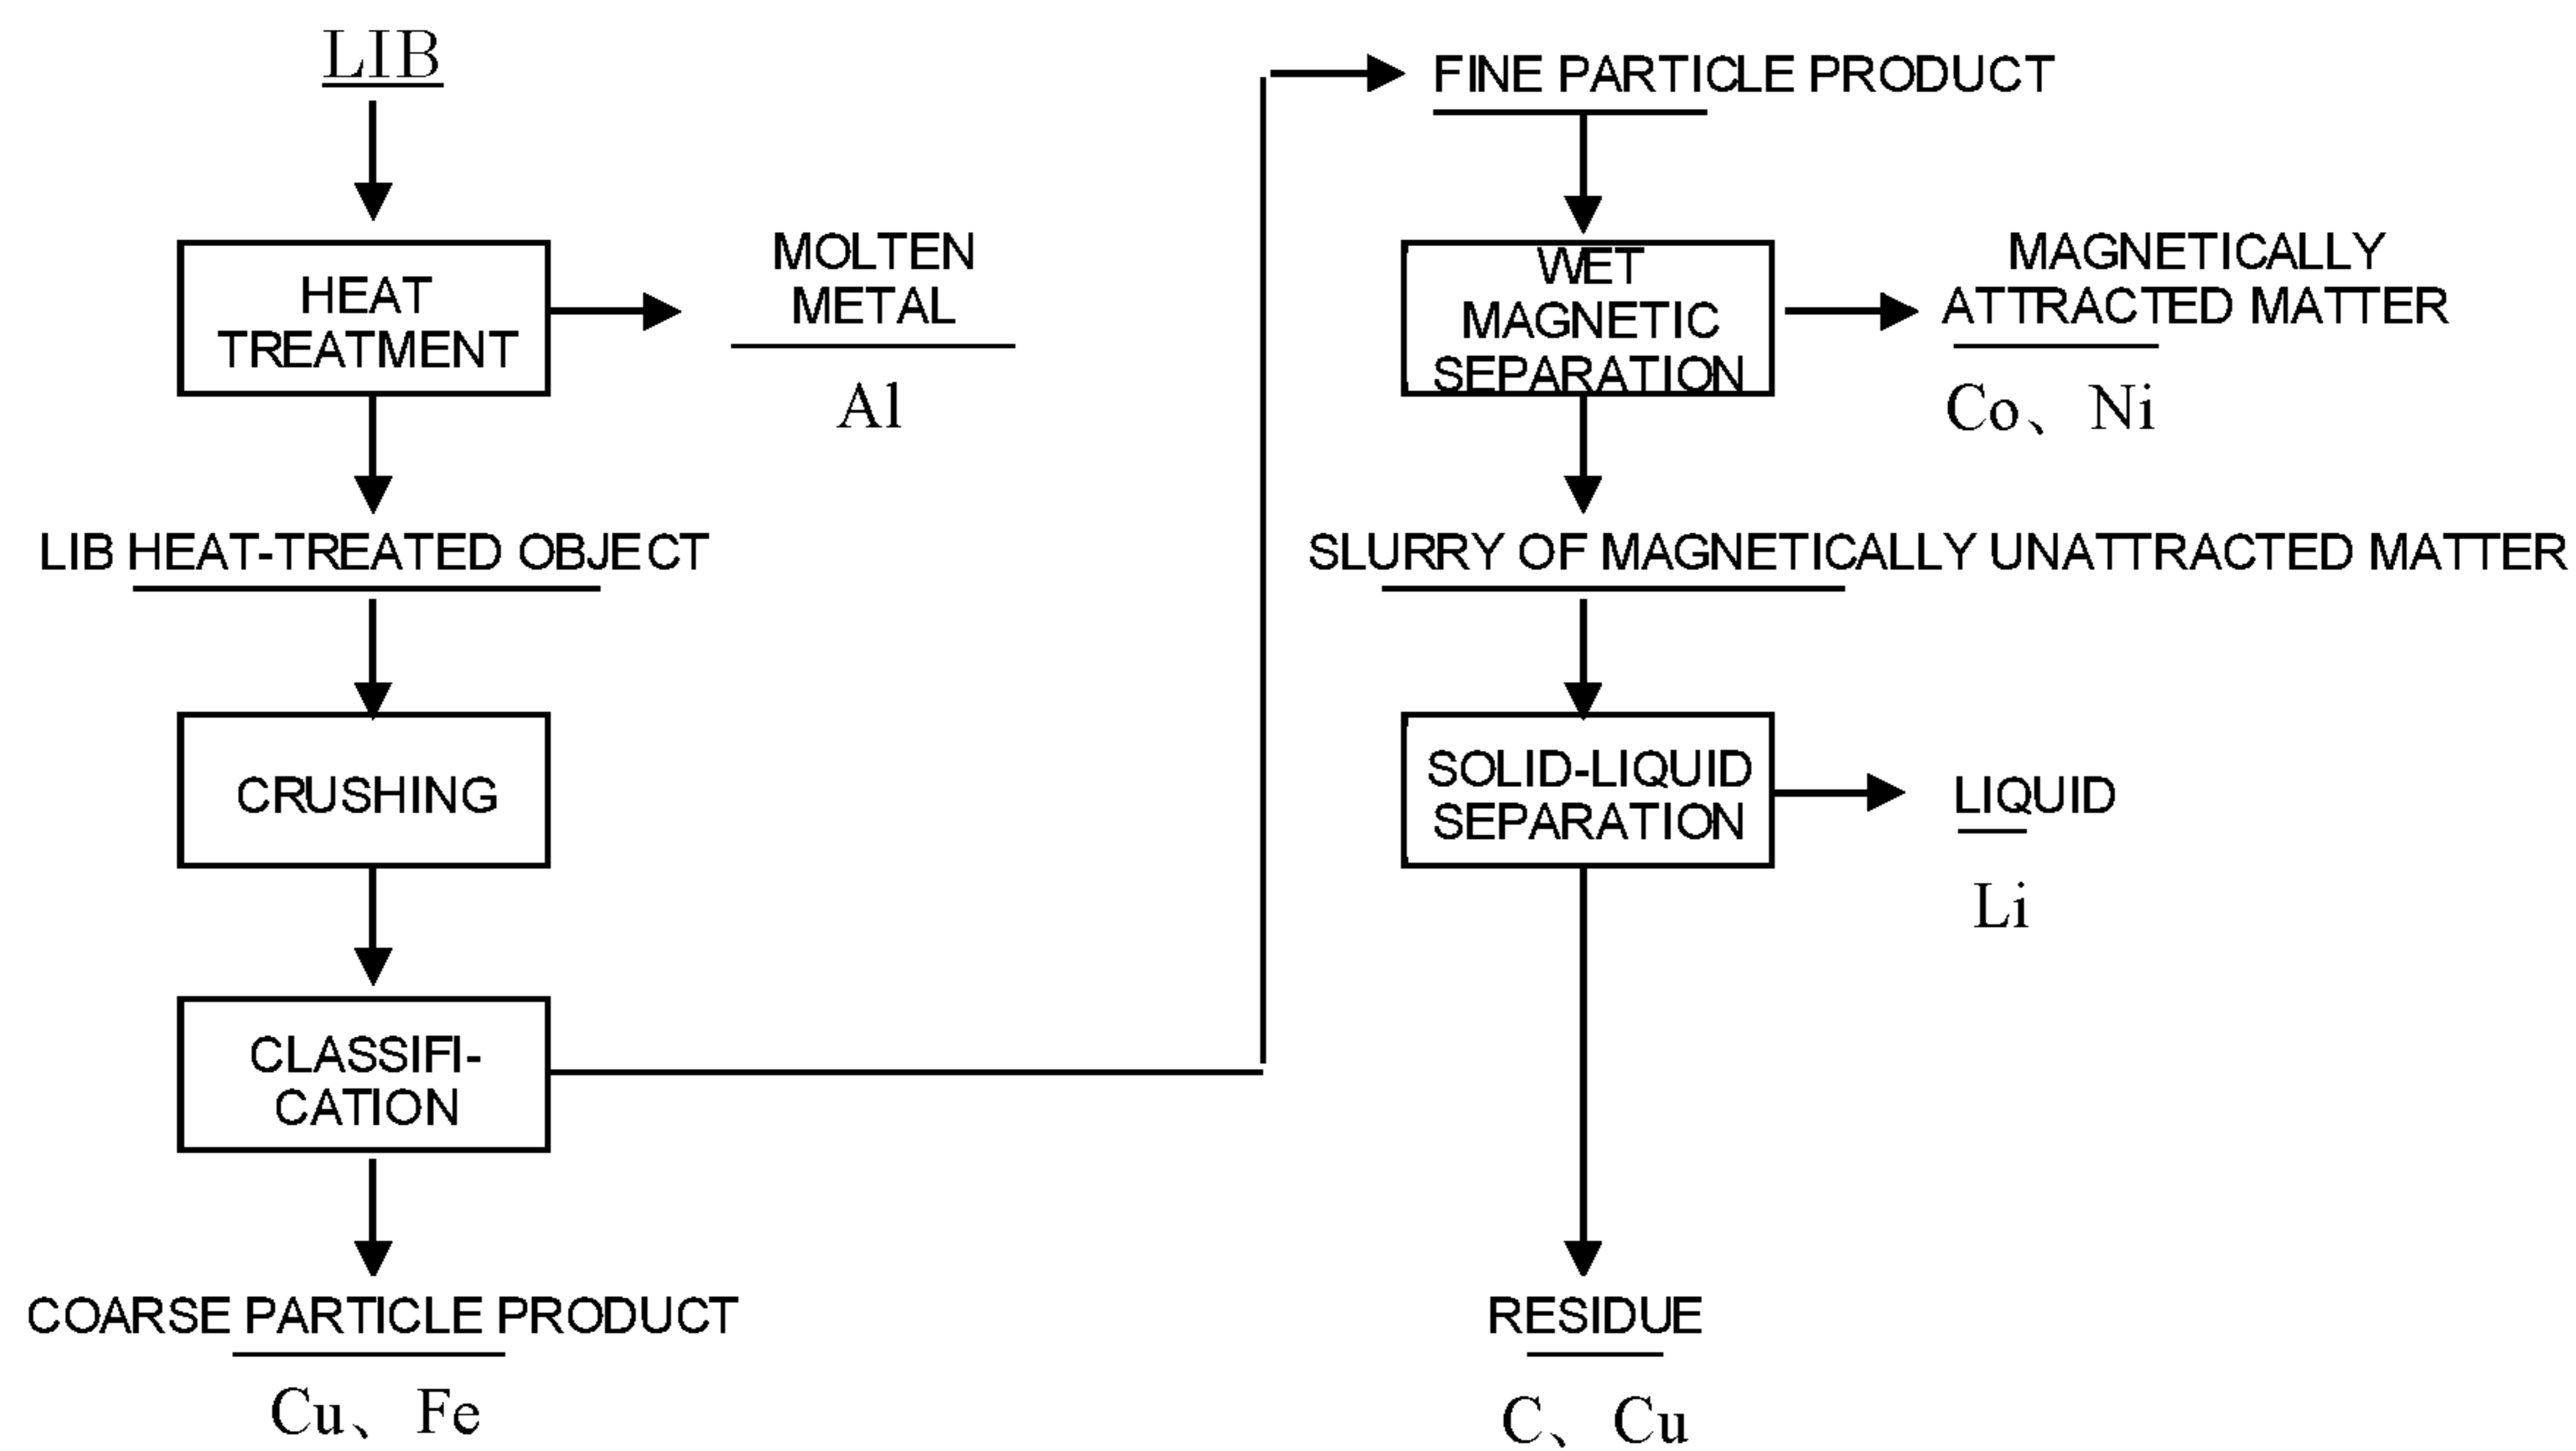 LIB
HEAT
TREATMENT
MOLTEN
METAL
Al
LIB HEAT-TREATED OBJECT
CRUSHING
CLASSIFI-
CATION
COARSE PARTICLE PRODUCT
Cu、Fe
FINE PARTICLE PRODUCT
WET
MAGNETIC
SEPARATION
MAGNETICALLY
ATTRACTED MATTER
Co、Ni
SLURRY OF MAGNETICALLY UNATTRACTED MATTER
SOLID-LIQUID
SEPARATION
LIQUID
Li
RESIDUE
C、Cu